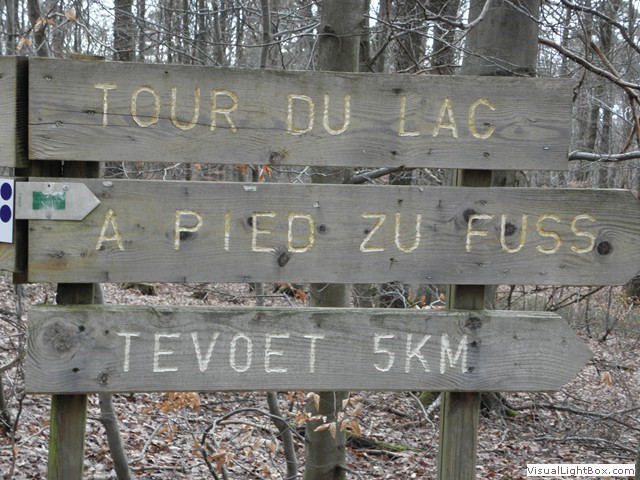 TOUR DU LAC
A PIED ZU FUSS
TEVOET 5KM
VisualLightBox.com